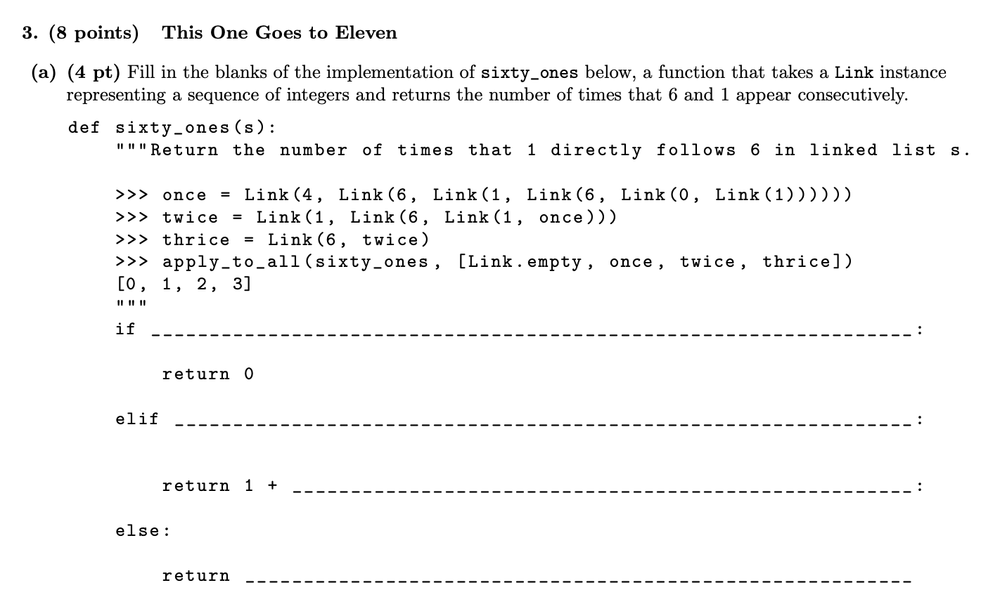 3. (8 points) This One Goes to Eleven
(a) (4 pt) Fill in the blanks of the implementation of sixty_ones below, a function that takes a Link instance
representing a sequence of integers and returns the number of times that 6 and 1 appear consecutively.
def sixty_ones(s):
    """Return the number of times that 1 directly follows 6 in linked list s.
    >>> once = Link(4, Link(6, Link(1, Link(6, Link(0, Link(1))))))
    >>> twice = Link(1, Link(6, Link(1, once)))
    >>> thrice = Link(6, twice)
    >>> apply_to_all(sixty_ones, [Link.empty, once, twice, thrice])
    [0, 1, 2, 3]
    """
    if _________________________________________________________________:
        return 0
    elif _______________________________________________________________:
        return 1 + _____________________________________________________:
    else:
        return _________________________________________________________